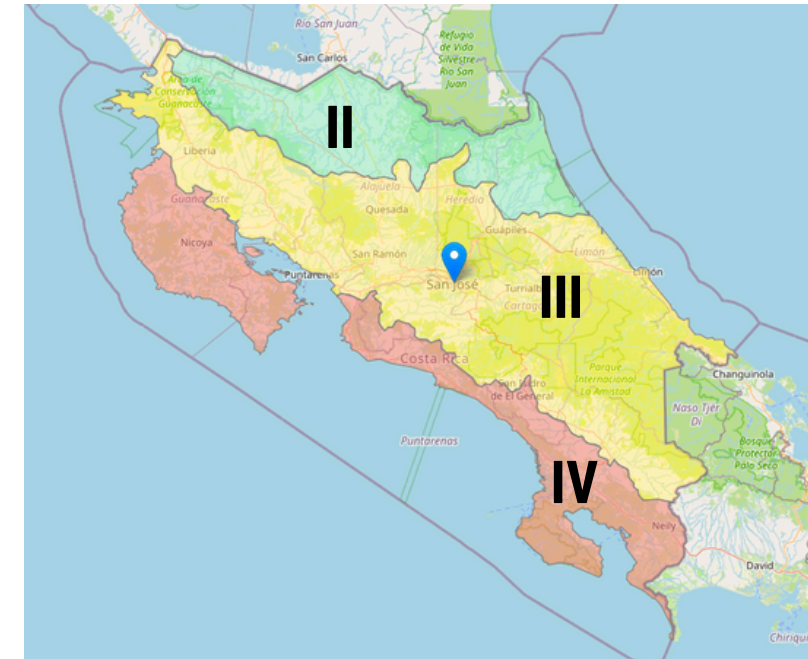 Rio San Juan
San Carlos
Refugio
de Vida
Silvestre
Rio San
Juan
Área de
Conservación
Guanacaste
II
Liberia
Alajuela
Heredia
Guanacaste
Quesada
Guápiles
Nicoya
San Ramón
Limón
Limón
Puntarenas
San José
Turrialb
Cartago
III
Costa Rica
Parque
Internacional
La Amistad
Changuinola
San Isidro
de El General
Naso Tjër
Di
Puntarenas
Bosque
Protector
Palo Seco
IV
Neily
David
Chiriquí